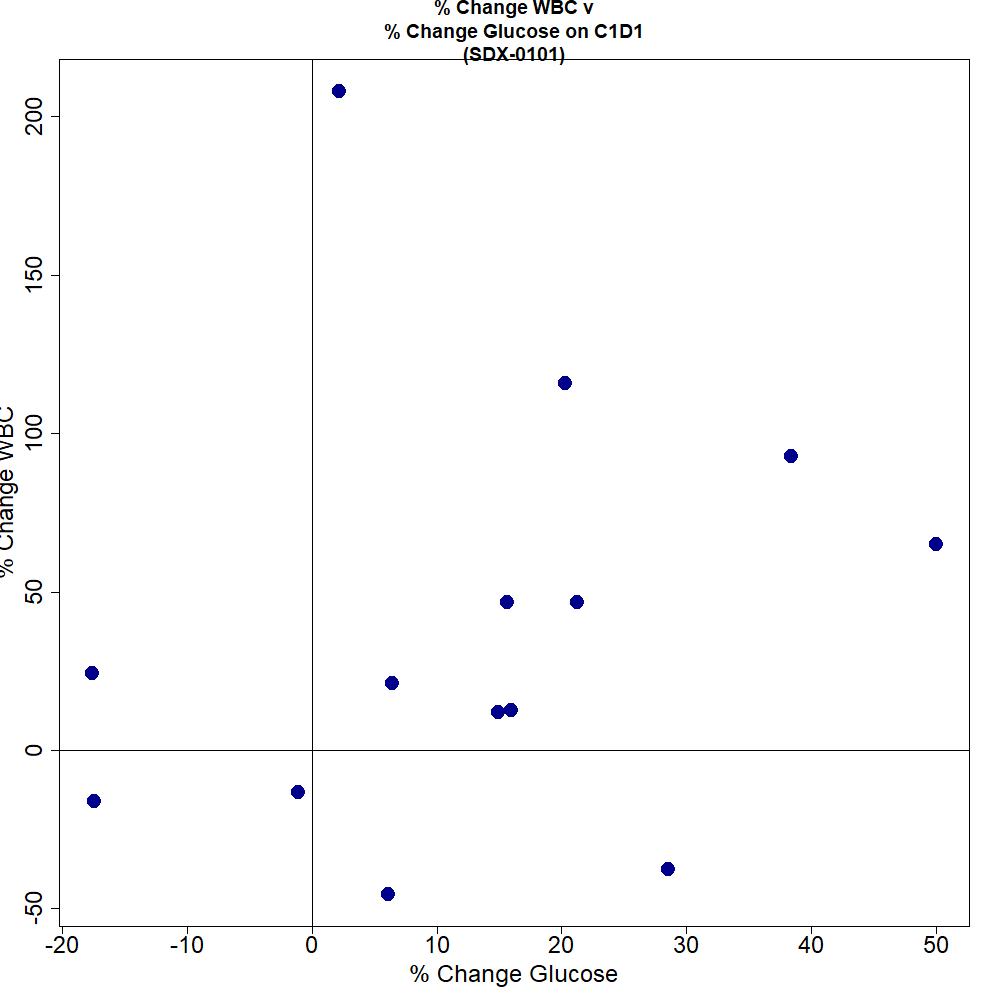 % Change WBC v
% Change Glucose on C1D1
(SDX-0101)
200
150
100
50
0
-50
% Change WBC
-20 -10 0 10 20 30 40 50
% Change Glucose